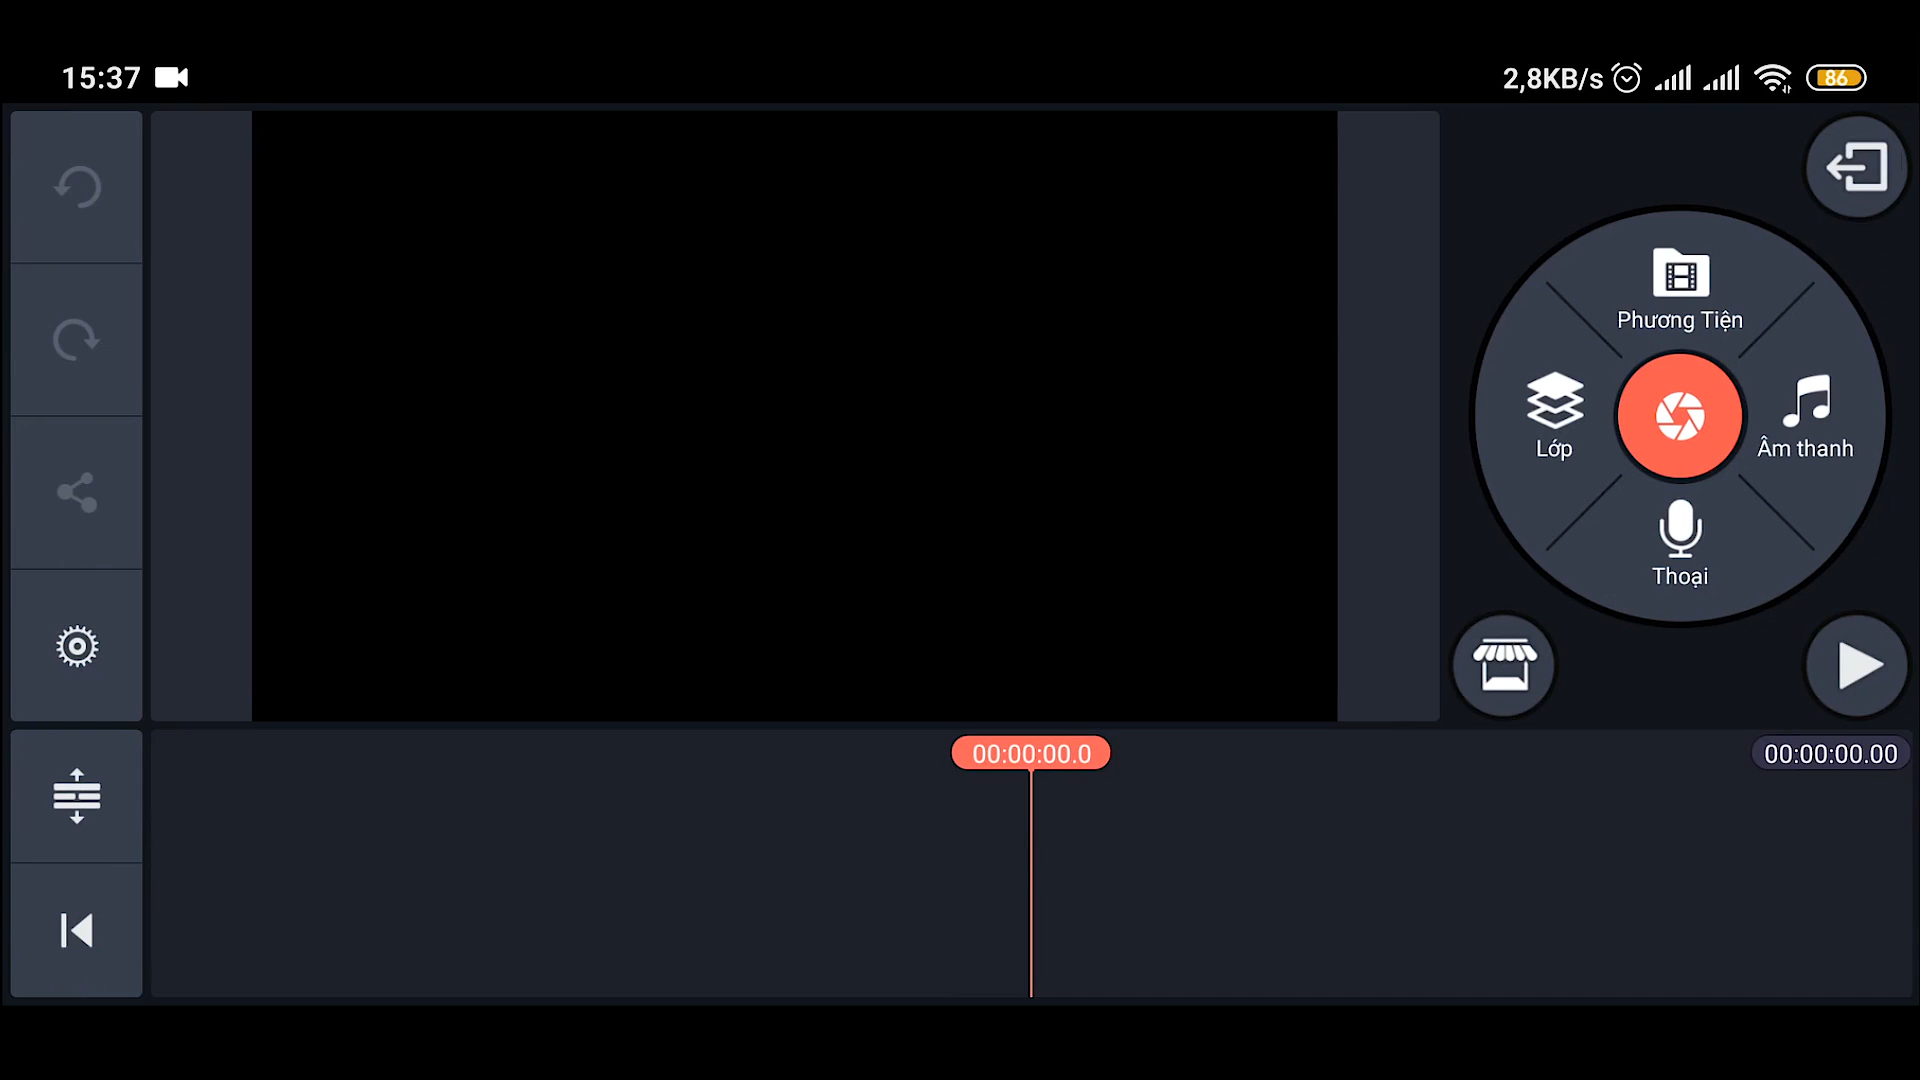 15:37
2,8KB/s
86
Phương Tiện
Lớp
Âm thanh
Thoại
00:00:00.0
00:00:00.00